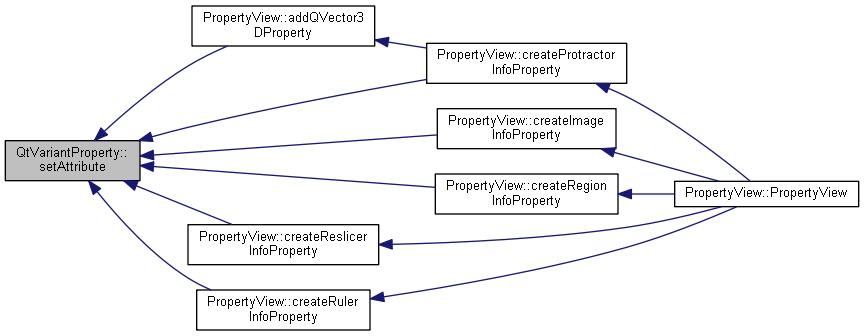 PropertyView::addQVector3
DProperty
PropertyView::createProtractor
InfoProperty
PropertyView::createImage
InfoProperty
QtVariantProperty::
setAttribute
PropertyView::createRegion
InfoProperty
PropertyView::PropertyView
PropertyView::createReslicer
InfoProperty
PropertyView::createRuler
InfoProperty